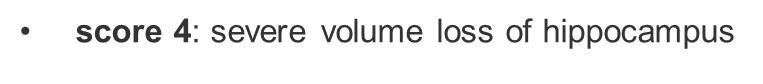 • score 4: severe volume loss of hippocampus